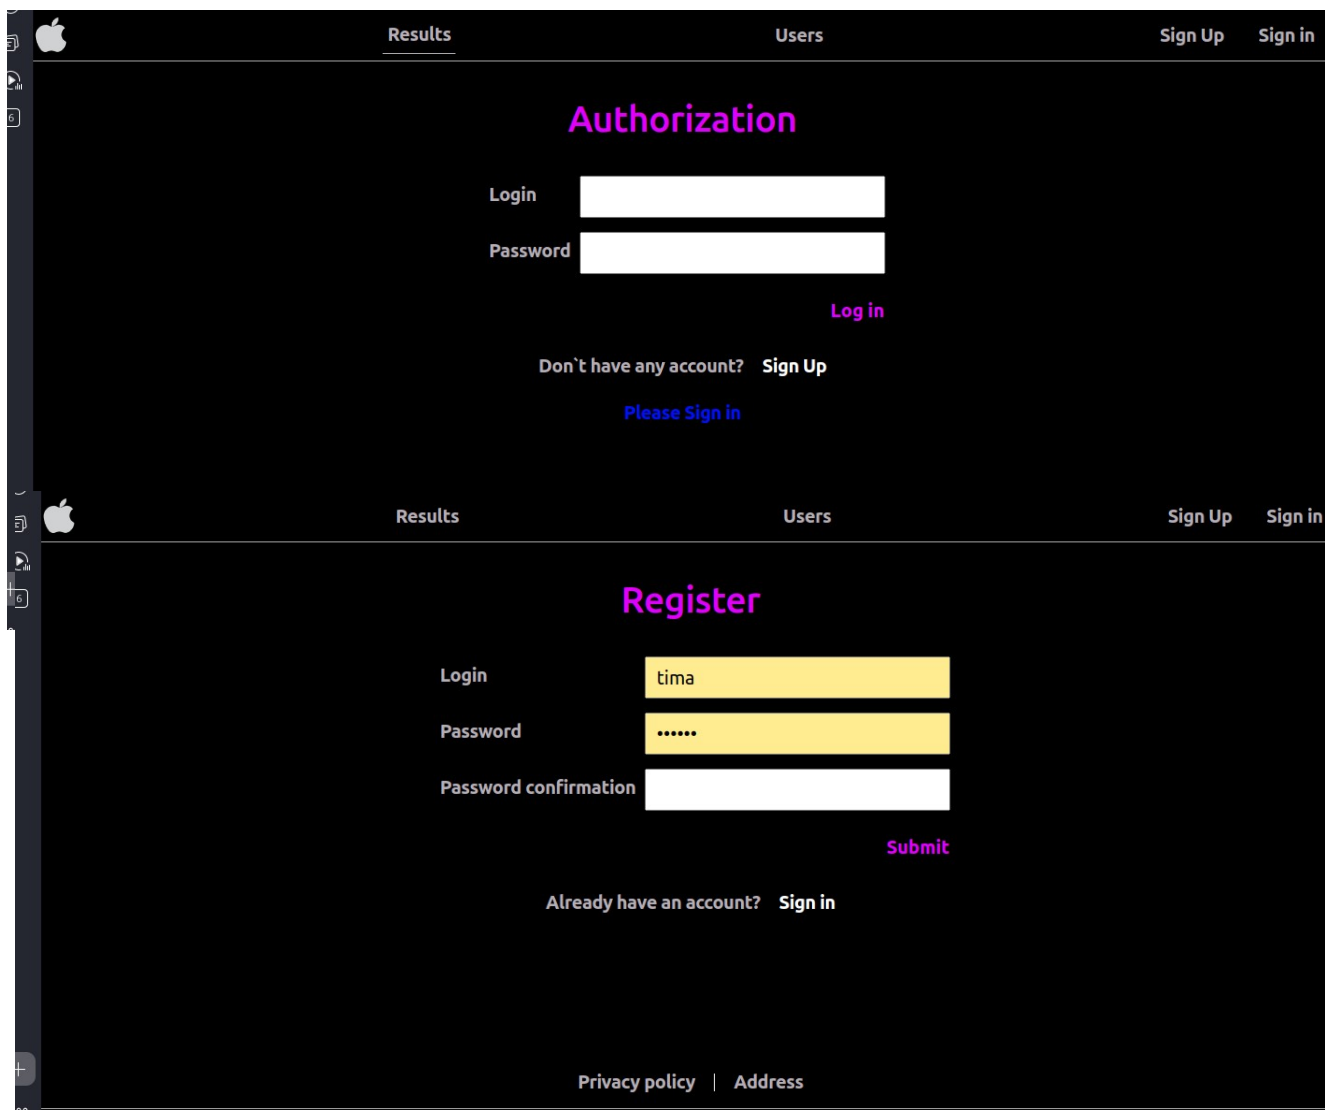 Results Users Sign Up Sign in
6
Authorization
Login
Password
Log in
Don`t have any account? Sign Up
Please Sign in
Results Users Sign Up Sign in
6
Register
Login tima
Password ••••••
Password confirmation
Submit
Already have an account? Sign in
Privacy policy | Address